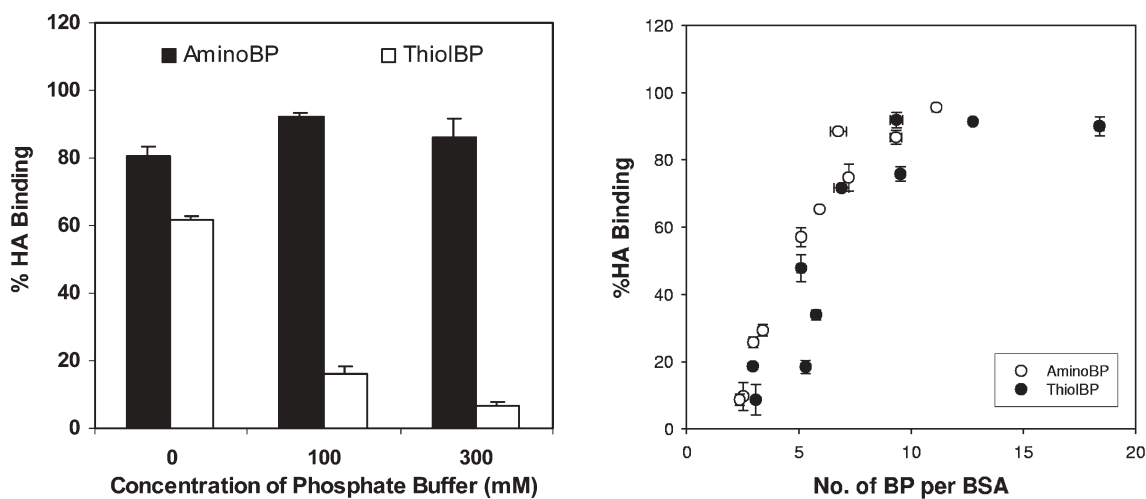 120
100
80
60
40
20
0
% HA Binding
AminoBP
ThiolBP
0
100
300
Concentration of Phosphate Buffer (mM)
120
100
80
60
40
20
0
%HA Binding
AminoBP
ThiolBP
0
5
10
15
20
No. of BP per BSA